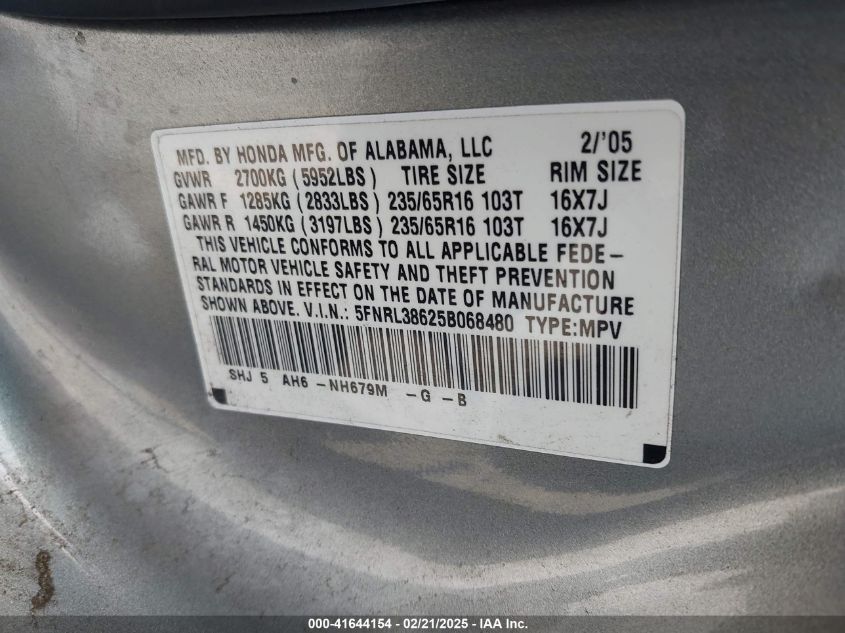 MFD. BY HONDA MFG. OF ALABAMA, LLC 2/'05
GVWR 2700KG (5952LBS) TIRE SIZE RIM SIZE
GAWR F 1285KG (2833LBS) 235/65R16 103T 16X7J
GAWR R 1450KG (3197LBS) 235/65R16 103T 16X7J
THIS VEHICLE CONFORMS TO ALL APPLICABLE FEDE-
RAL MOTOR VEHICLE SAFETY AND THEFT PREVENTION
STANDARDS IN EFFECT ON THE DATE OF MANUFACTURE
SHOWN ABOVE. V.I.N.: 5FNRL38625B068480 TYPE:MPV
SHJ 5 AH6 -NH679M -G -B
000-41644154 - 02/21/2025 - IAA Inc.